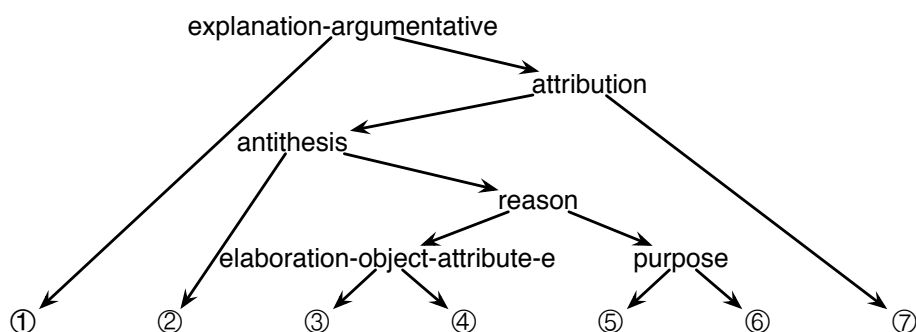 explanation-argumentative
attribution
antithesis
reason
elaboration-object-attribute-e purpose
① ② ③ ④ ⑤ ⑥ ⑦